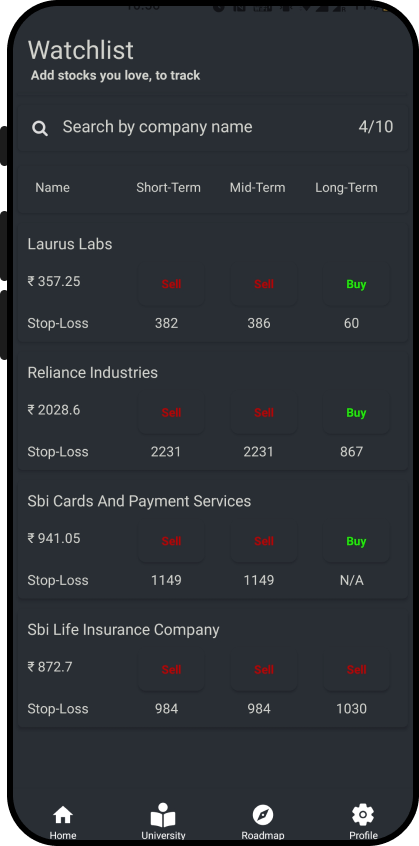 Watchlist
Add stocks you love, to track
Search by company name 4/10
Name Short-Term Mid-Term Long-Term
Laurus Labs
₹ 357.25 Sell Sell Buy
Stop-Loss 382 386 60
Reliance Industries
₹ 2028.6 Sell Sell Buy
Stop-Loss 2231 2231 867
Sbi Cards And Payment Services
₹ 941.05 Sell Sell Buy
Stop-Loss 1149 1149 N/A
Sbi Life Insurance Company
₹ 872.7 Sell Sell Sell
Stop-Loss 984 984 1030
Home University Roadmap Profile